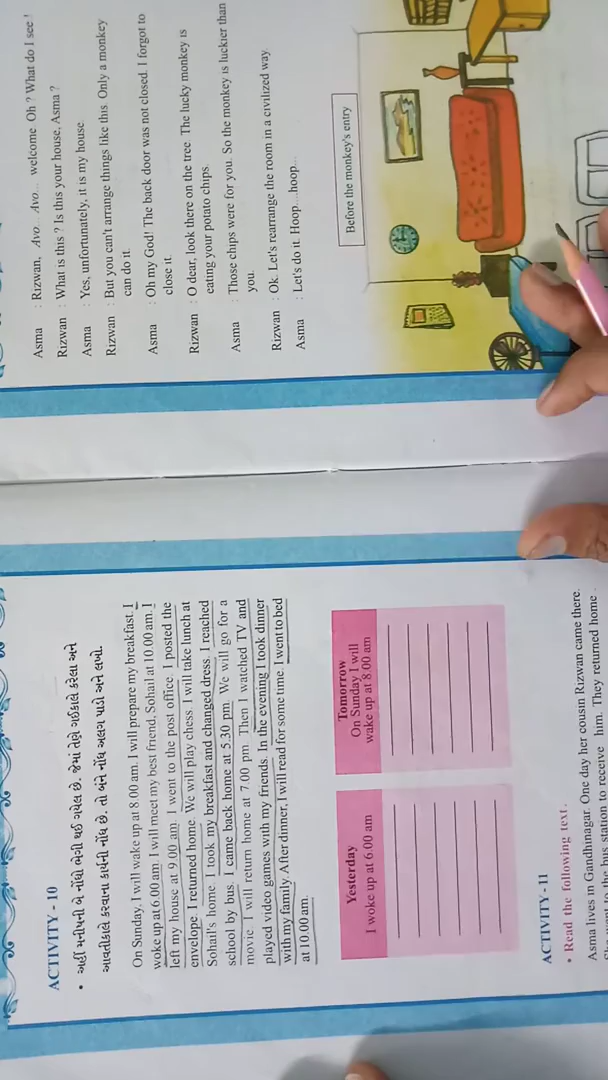 ACTIVITY - 10
• અહીં મનીષની બે નોંધો ભેગી થઈ ગયેલ છે. જેમાં તેણે ગઈકાલે કરેલા અને
આવતીકાલે કરવાના કાર્યની નોંધ છે. તો બંને નોંધ અલગ પાડો અને લખો.
On Sunday, I will wake up at 8 00 am. I will prepare my breakfast. I
woke up at 6.00 am I will meet my best friend, Sohail at 10.00 am. I
left my house at 9.00 am. I went to the post office. I posted the
envelope I returned home. We will play chess. I will take lunch at
Sohail's home. I took my breakfast and changed dress. I reached
school by bus. I came back home at 5.30 pm. We will go for a
movie. I will return home at 7.00 pm. Then I watched TV and
played video games with my friends. In the evening I took dinner
with my family. After dinner, I will read for some time. I went to bed
at 10.00 am.
Yesterday
I woke up at 6 00 am
Tomorrow
On Sunday I will
wake up at 8 00 am
ACTIVITY - 11
• Read the following text.
Asma lives in Gandhinagar. One day her cousin Rizwan came there.
to the bus station to receive him. They returned home.
Asma : Rizwan, Avo... Avo... welcome Oh ? What do I see !
Rizwan : What is this ? Is this your house, Asma ?
Asma : Yes, unfortunately, it is my house
Rizwan : But you can't arrange things like this Only a monkey
can do it
Asma : Oh my God! The back door was not closed. I forgot to
close it.
Rizwan : O dear, look there on the tree The lucky monkey is
eating your potato chips
Asma : Those chips were for you. So the monkey is luckier than
you.
Rizwan : Ok. Let's rearrange the room in a civilized way
Asma : Let's do it. Hoop....hoop...
Before the monkey's entry